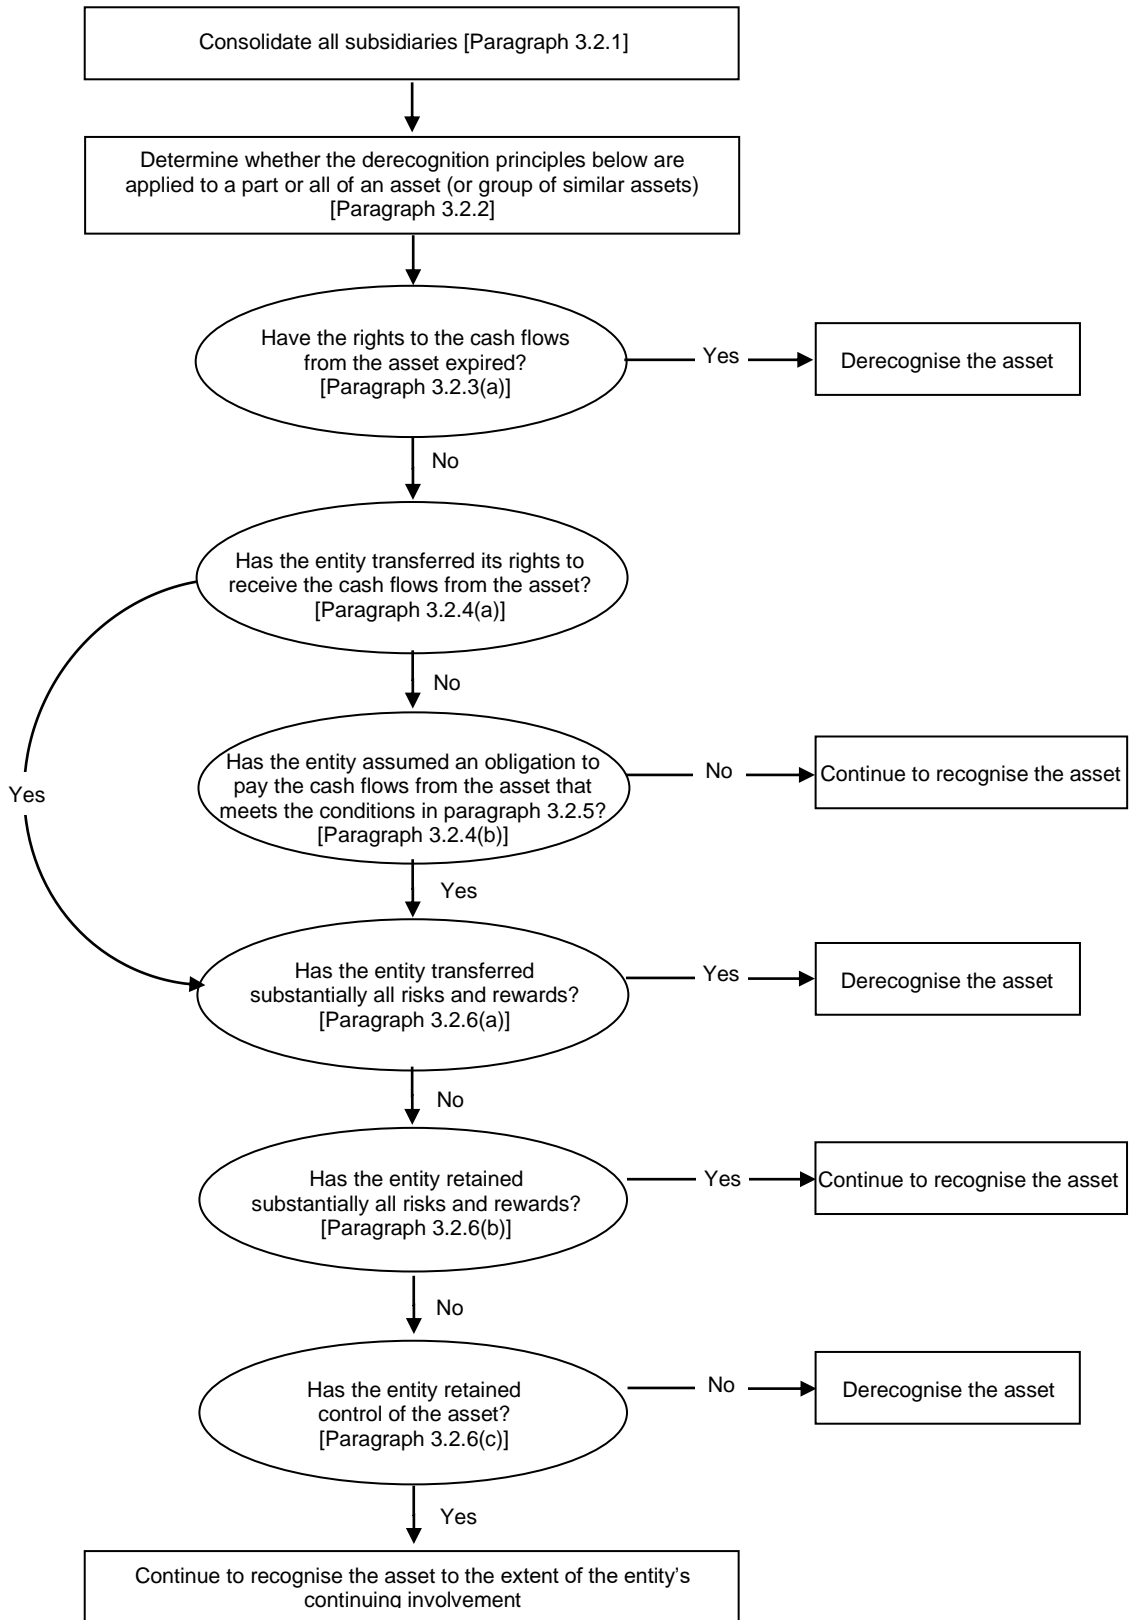 Consolidate all subsidiaries [Paragraph 3.2.1]
Determine whether the derecognition principles below are
applied to a part or all of an asset (or group of similar assets)
[Paragraph 3.2.2]
Have the rights to the cash flows
from the asset expired?
[Paragraph 3.2.3(a)]
Yes
Derecognise the asset
No
Has the entity transferred its rights to
receive the cash flows from the asset?
[Paragraph 3.2.4(a)]
No
Yes
Has the entity assumed an obligation to
pay the cash flows from the asset that
meets the conditions in paragraph 3.2.5?
[Paragraph 3.2.4(b)]
No
Continue to recognise the asset
Yes
Has the entity transferred
substantially all risks and rewards?
[Paragraph 3.2.6(a)]
Yes
Derecognise the asset
No
Has the entity retained
substantially all risks and rewards?
[Paragraph 3.2.6(b)]
Yes
Continue to recognise the asset
No
Has the entity retained
control of the asset?
[Paragraph 3.2.6(c)]
No
Derecognise the asset
Yes
Continue to recognise the asset to the extent of the entity’s
continuing involvement